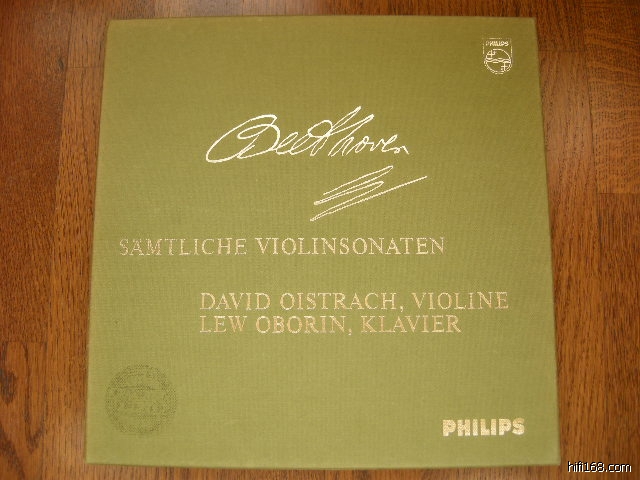 PHILIPS
Beethoven
SÄMTLICHE VIOLINSONATEN
DAVID OISTRACH, VIOLINE
LEW OBORIN, KLAVIER
PHILIPS
hifi168.com